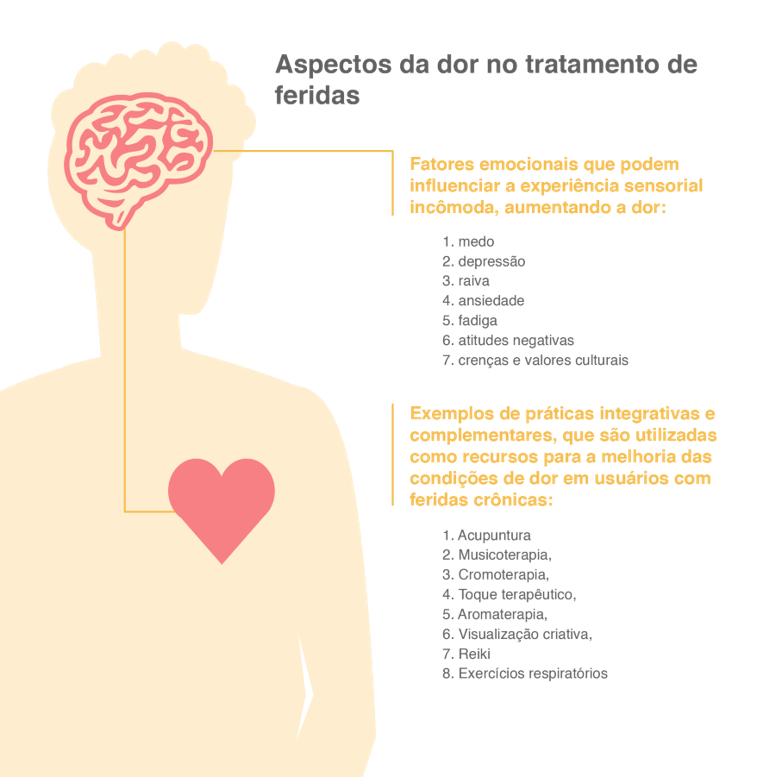 Aspectos da dor no tratamento de
feridas
Fatores emocionais que podem
influenciar a experiência sensorial
incômoda, aumentando a dor:
1. medo
2. depressão
3. raiva
4. ansiedade
5. fadiga
6. atitudes negativas
7. crenças e valores culturais
Exemplos de práticas integrativas e
complementares, que são utilizadas
como recursos para a melhoria das
condições de dor em usuários com
feridas crônicas:
1. Acupuntura
2. Musicoterapia,
3. Cromoterapia,
4. Toque terapêutico,
5. Aromaterapia,
6. Visualização criativa,
7. Reiki
8. Exercícios respiratórios